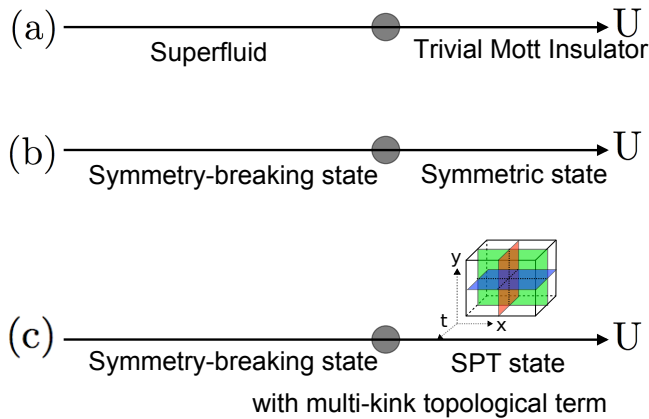 (a) U
Superfluid Trivial Mott Insulator
(b) U
Symmetry-breaking state Symmetric state
y
t x
(c) U
Symmetry-breaking state SPT state
with multi-kink topological term